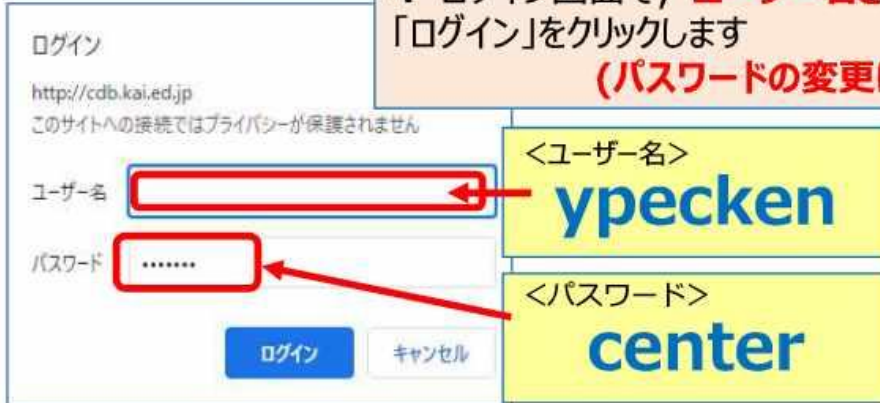 「ログイン」をクリックします
(パスワードの変更
ログイン
http://cdb.kai.ed.jp
このサイトへの接続ではプライバシーが保護されません
ユーザー名
<ユーザー名>
ypecken
パスワード
•••••••
<パスワード>
center
ログイン
キャンセル